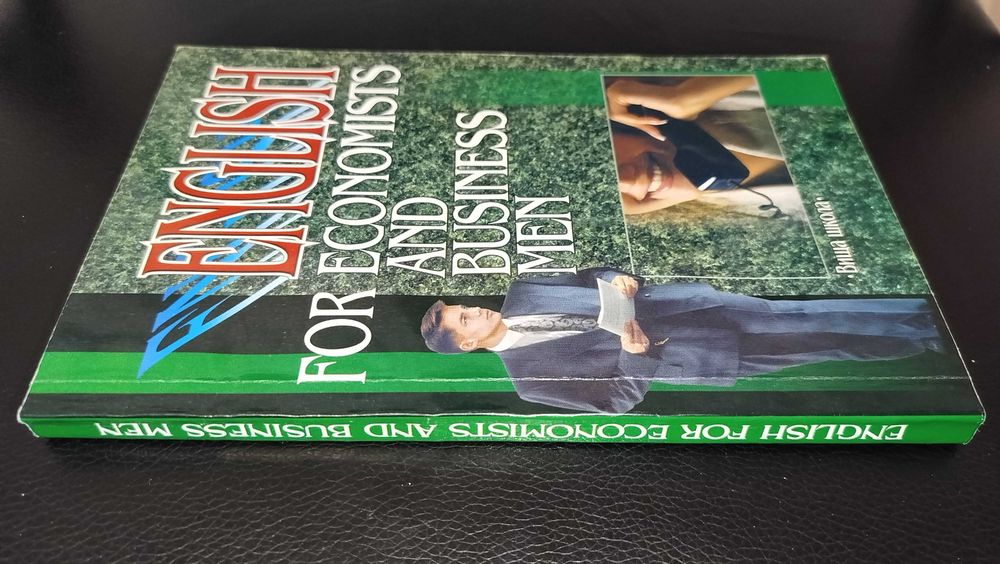 ENGLISH
FOR ECONOMISTS
AND
BUSINESS
MEN
·Вища школа·
ENGLISH FOR ECONOMISTS AND BUSINESS MEN